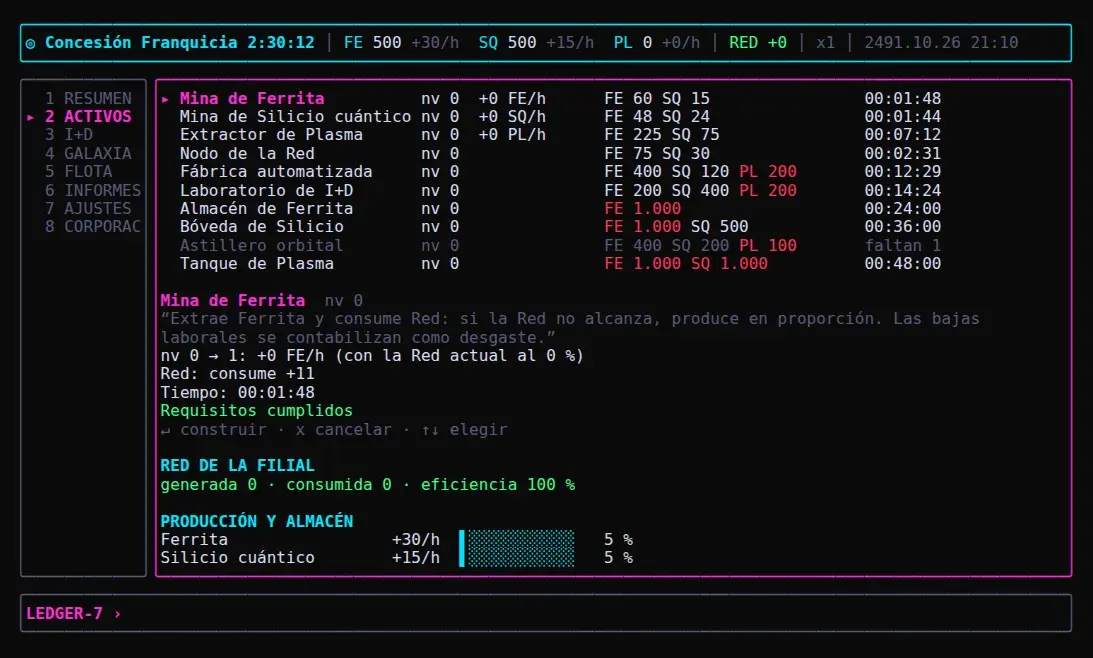 ◎ Concesión Franquicia 2:30:12 │ FE 500 +30/h SQ 500 +15/h PL 0 +0/h │ RED +0 │ x1 │ 2491.10.26 21:10
1 RESUMEN
▸ 2 ACTIVOS
3 I+D
4 GALAXIA
5 FLOTA
6 INFORMES
7 AJUSTES
8 CORPORAC
▸ Mina de Ferrita nv 0 +0 FE/h FE 60 SQ 15 00:01:48
Mina de Silicio cuántico nv 0 +0 SQ/h FE 48 SQ 24 00:01:44
Extractor de Plasma nv 0 +0 PL/h FE 225 SQ 75 00:07:12
Nodo de la Red nv 0 FE 75 SQ 30 00:02:31
Fábrica automatizada nv 0 FE 400 SQ 120 PL 200 00:12:29
Laboratorio de I+D nv 0 FE 200 SQ 400 PL 200 00:14:24
Almacén de Ferrita nv 0 FE 1.000 00:24:00
Bóveda de Silicio nv 0 FE 1.000 SQ 500 00:36:00
Astillero orbital nv 0 FE 400 SQ 200 PL 100 faltan 1
Tanque de Plasma nv 0 FE 1.000 SQ 1.000 00:48:00
Mina de Ferrita nv 0
“Extrae Ferrita y consume Red: si la Red no alcanza, produce en proporción. Las bajas
laborales se contabilizan como desgaste.”
nv 0 → 1: +0 FE/h (con la Red actual al 0 %)
Red: consume +11
Tiempo: 00:01:48
Requisitos cumplidos
↵ construir · x cancelar · ↑↓ elegir
RED DE LA FILIAL
generada 0 · consumida 0 · eficiencia 100 %
PRODUCCIÓN Y ALMACÉN
Ferrita +30/h 5 %
Silicio cuántico +15/h 5 %
LEDGER-7 ›